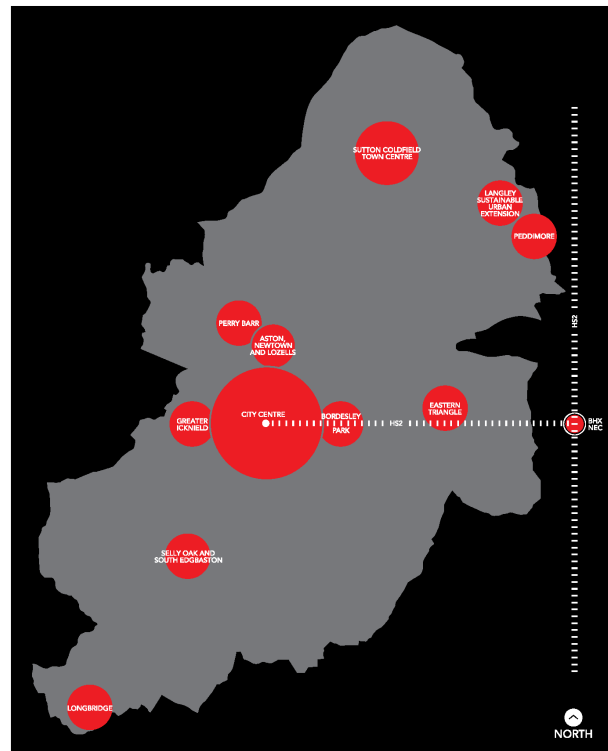 SUTTON COLDFIELD
TOWN CENTRE
LANGLEY
SUSTAINABLE
URBAN
EXTENSION
PEDDIMORE
HS2
PERRY BARR
ASTON,
NEWTOWN
AND LOZELLS
EASTERN
TRIANGLE
GREATER
ICKNIELD
CITY CENTRE
BORDESLEY
PARK
HS2
BHX
NEC
SELLY OAK AND
SOUTH EDGBASTON
LONGBRIDGE
NORTH